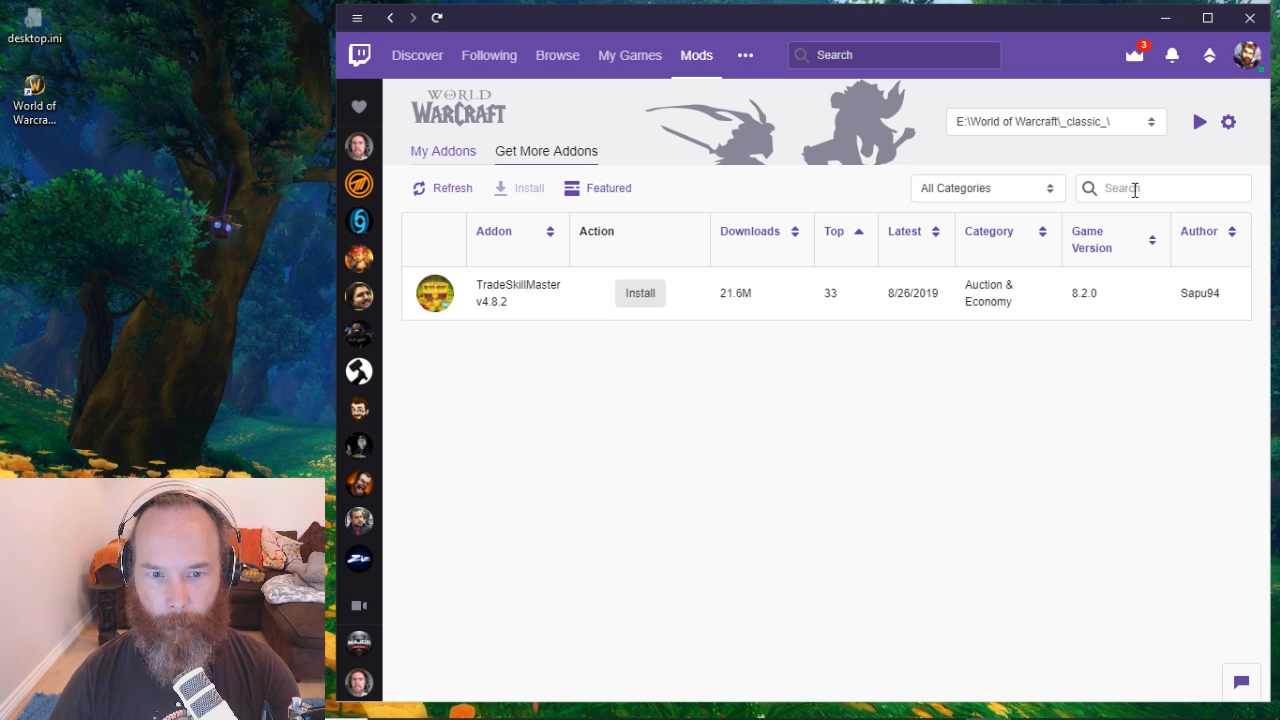 desktop.ini
World of
Warcra...
Discover
Following
Browse
My Games
Mods
Search
3
WORLD
OF
WARCRAFT
E:\World of Warcraft\_classic_\
My Addons
Get More Addons
Refresh
Install
Featured
All Categories
Search
Addon
Action
Downloads
Top
Latest
Category
Game
Version
Author
TradeSkillMaster
v4.8.2
Install
21.6M
33
8/26/2019
Auction &
Economy
8.2.0
Sapu94